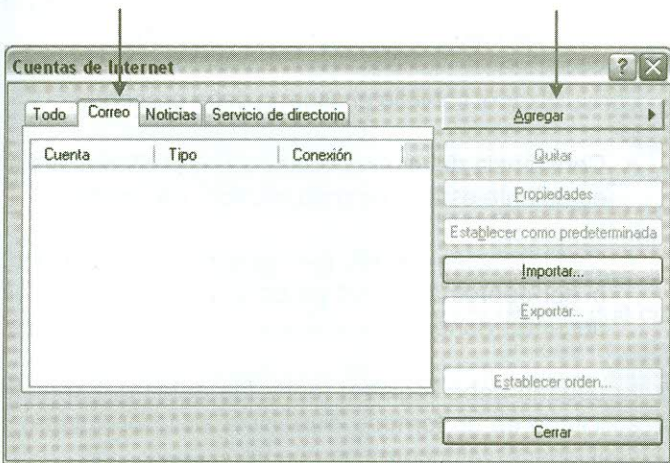 Cuentas de Internet
Todo Correo Noticias Servicio de directorio
Cuenta Tipo Conexión
Agregar
Quitar
Propiedades
Establecer como predeterminada
Importar...
Exportar...
Establecer orden...
Cerrar